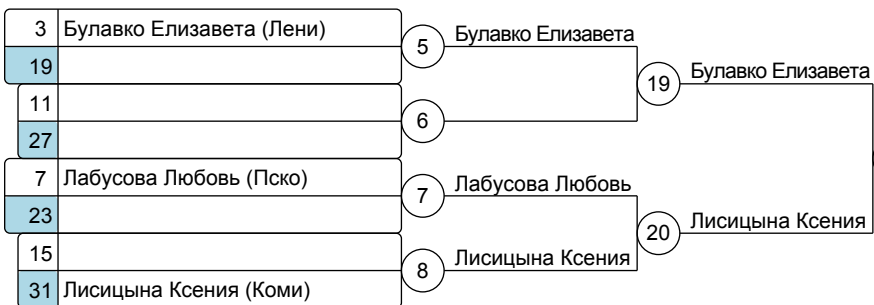 3 Булавко Елизавета (Лени)
5 Булавко Елизавета
19
19 Булавко Елизавета
11
6
27
7 Лабусова Любовь (Пско)
7 Лабусова Любовь
23
20 Лисицына Ксения
15
8 Лисицына Ксения
31 Лисицына Ксения (Коми)